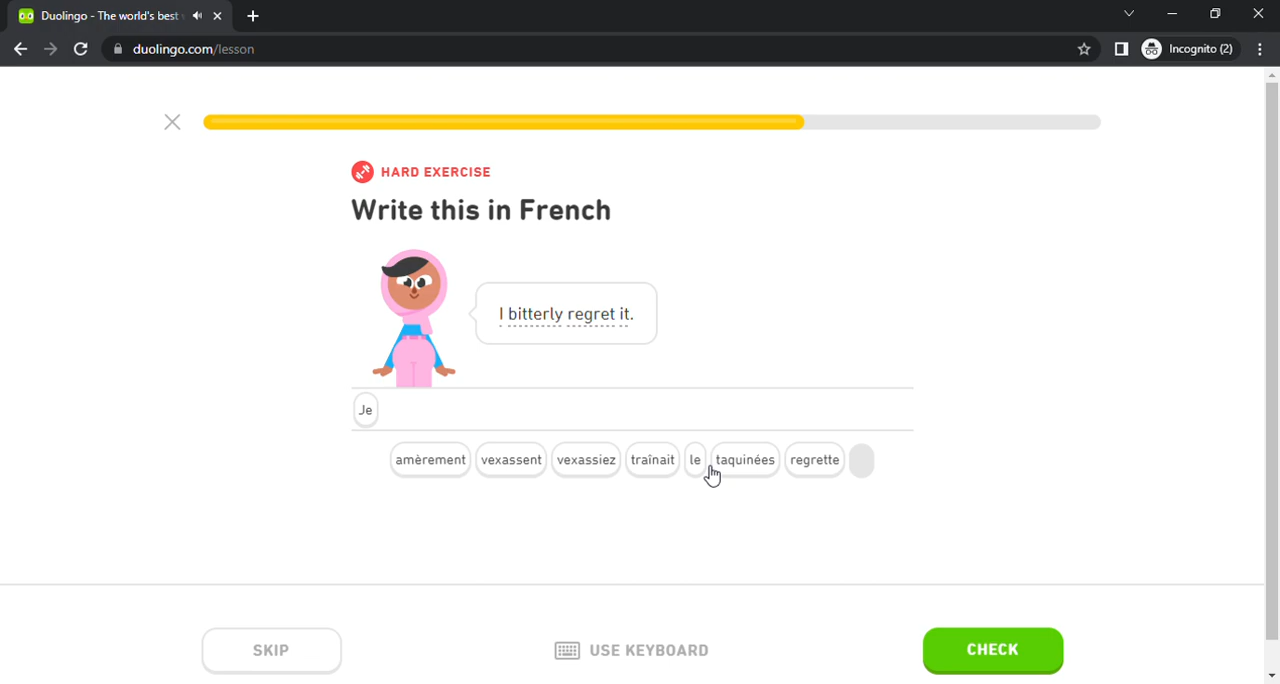 Duolingo - The world's best
duolingo.com/lesson
Incognito (2)
HARD EXERCISE
Write this in French
I bitterly regret it.
Je
amèrement vexassent vexassiez traînait le taquinées regrette
SKIP
USE KEYBOARD
CHECK